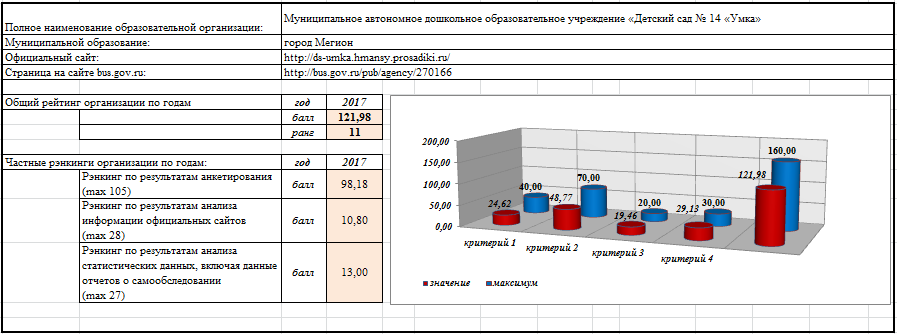 Полное наименование образовательной организации:
Муниципальное автономное дошкольное образовательное учреждение «Детский сад № 14 «Умка»
Муниципальное образование:
город Мегион
Официальный сайт:
http://ds-umka.hmansy.prosadiki.ru/
Страница на сайте bus.gov.ru:
http://bus.gov.ru/pub/agency/270166
Общий рейтинг организации по годам
год
2017
балл
121,98
ранг
11
Частные рэнкинги организации по годам:
год
2017
Рэнкинг по результатам анкетирования
(max 105)
балл
98,18
Рэнкинг по результатам анализа
информации официальных сайтов
(max 28)
балл
10,80
Рэнкинг по результатам анализа
статистических данных, включая данные
отчетов о самообследовании
(max 27)
балл
13,00
200,00
150,00
100,00
50,00
0,00
24,62
40,00
48,77
70,00
19,46
20,00
29,13
30,00
121,98
160,00
критерий 1
критерий 2
критерий 3
критерий 4
значение
максимум